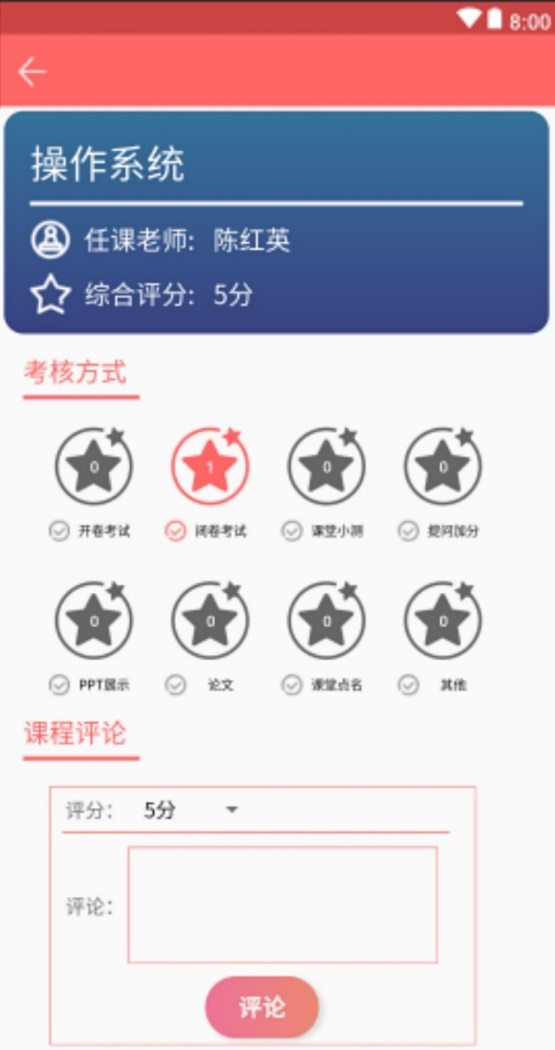 8:00
操作系统
任课老师: 陈红英
综合评分: 5分
考核方式
0 1 0 0
开卷考试 闭卷考试 课堂小测 提问加分
0 0 0 0
PPT展示 论文 课堂点名 其他
课程评论
评分: 5分
评论:
评论